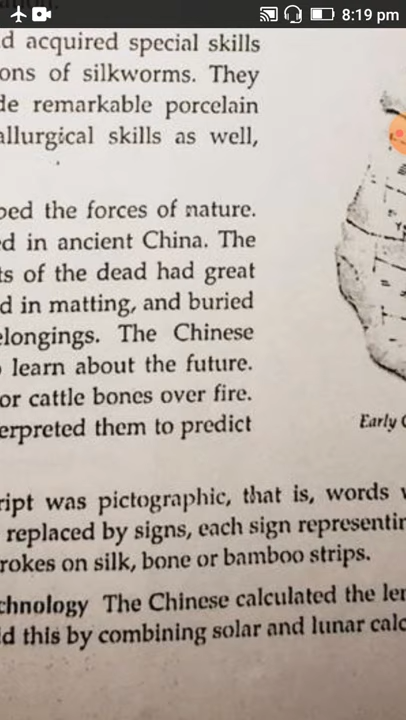 8:19 pm
d acquired special skills
ons of silkworms. They
de remarkable porcelain
allurgical skills as well,
ped the forces of nature.
ed in ancient China. The
ts of the dead had great
d in matting, and buried
elongings. The Chinese
learn about the future.
or cattle bones over fire.
erpreted them to predict
Early
ript was pictographic, that is, words
replaced by signs, each sign representin
rokes on silk, bone or bamboo strips.
chnology The Chinese calculated the
d this by combining solar and lunar calc